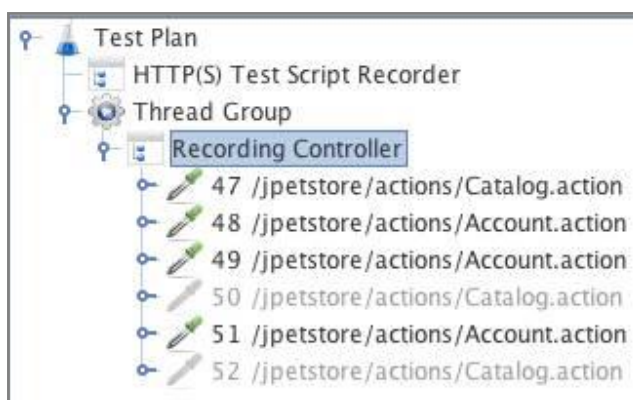 Test Plan
HTTP(S) Test Script Recorder
Thread Group
Recording Controller
47 /jpetstore/actions/Catalog.action
48 /jpetstore/actions/Account.action
49 /jpetstore/actions/Account.action
50 /jpetstore/actions/Catalog.action
51 /jpetstore/actions/Account.action
52 /jpetstore/actions/Catalog.action